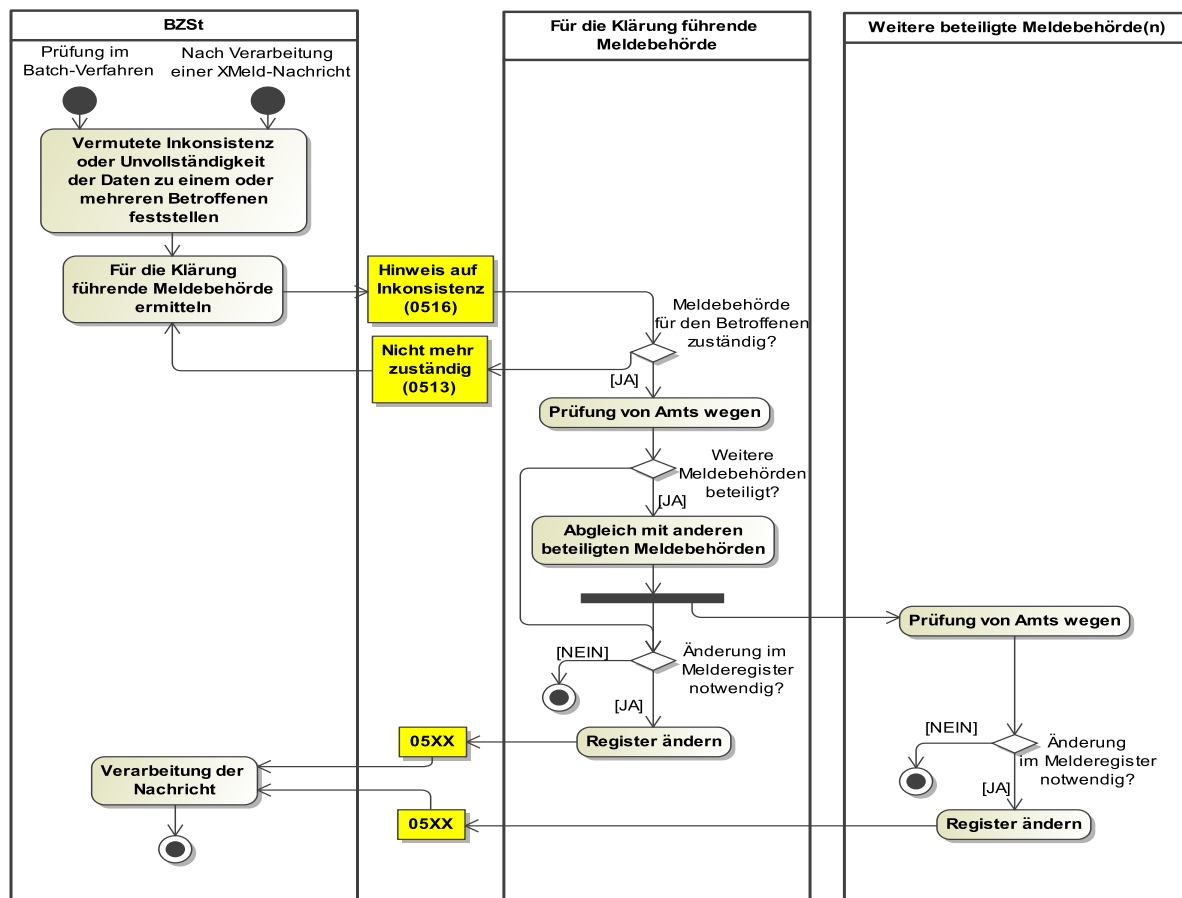 BZSt
Für die Klärung führende
Meldebehörde
Weitere beteiligte Meldebehörde(n)
Prüfung im
Batch-Verfahren
Nach Verarbeitung
einer XMeld-Nachricht
Vermutete Inkonsistenz
oder Unvollständigkeit
der Daten zu einem oder
mehreren Betroffenen
feststellen
Für die Klärung
führende Meldebehörde
ermitteln
Hinweis auf
Inkonsistenz
(0516)
Meldebehörde
für den Betroffenen
zuständig?
Nicht mehr
zuständig
(0513)
[JA]
Prüfung von Amts wegen
Weitere
Meldebehörden
beteiligt?
[JA]
Abgleich mit anderen
beteiligten Meldebehörden
Prüfung von Amts wegen
[NEIN]
Änderung im
Melderegister
notwendig?
[JA]
Register ändern
05XX
[NEIN]
Änderung
im Melderegister
notwendig?
[JA]
Verarbeitung der
Nachricht
05XX
Register ändern